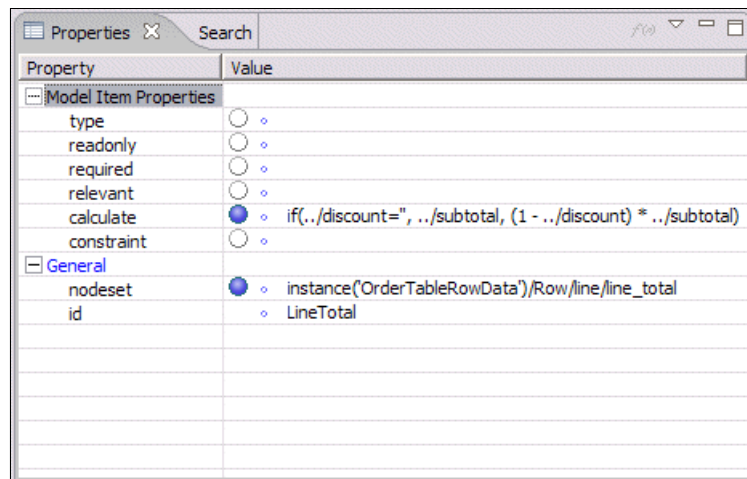 Properties Search f(x)
Property Value
Model Item Properties
type
readonly
required
relevant
calculate if(../discount='', ../subtotal, (1 - ../discount) * ../subtotal)
constraint
General
nodeset instance('OrderTableRowData')/Row/line/line_total
id LineTotal